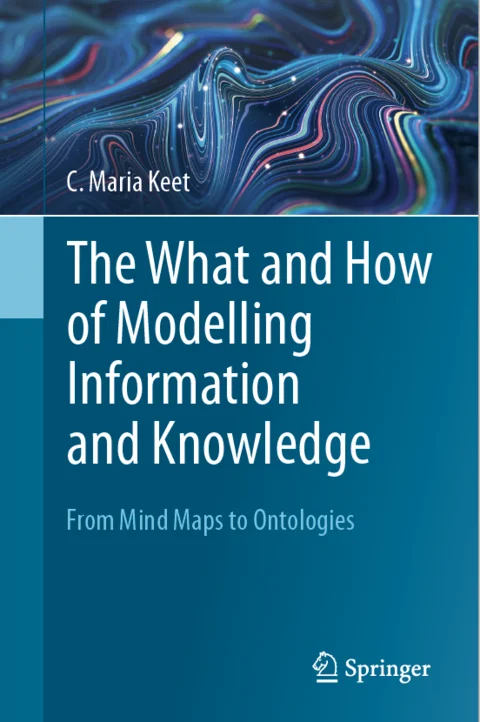 C. Maria Keet
The What and How
of Modelling
Information
and Knowledge
From Mind Maps to Ontologies
Springer